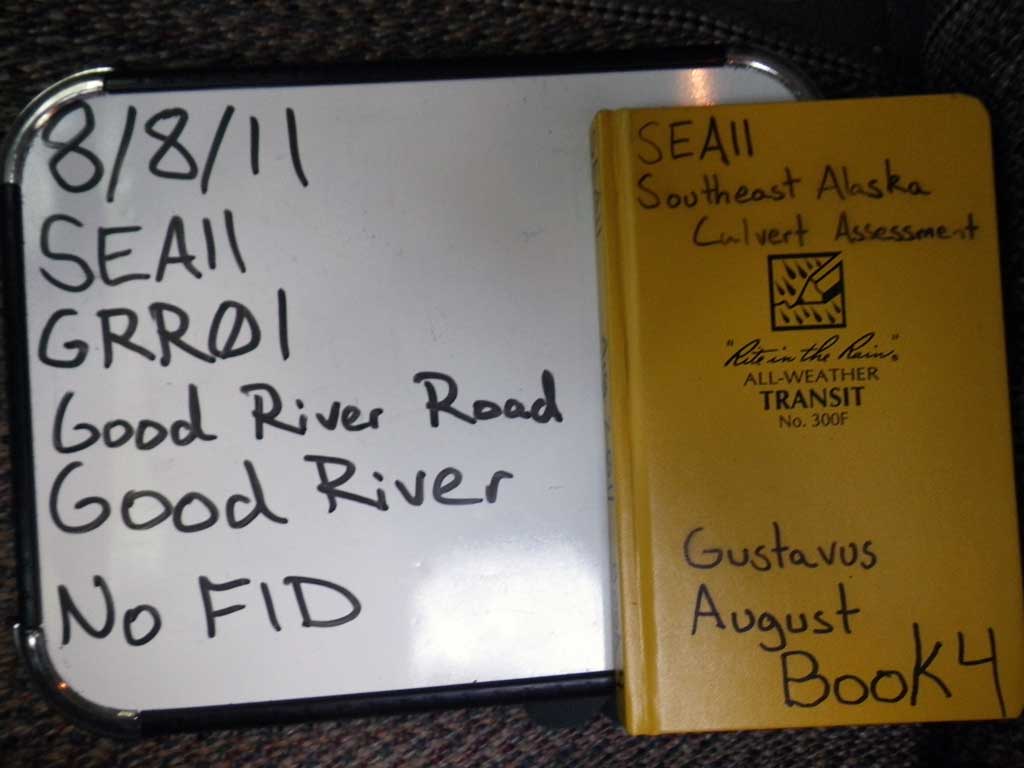 8/8/11
SEA11
GRRØ1
Good River Road
Good River
No FID
SEA11
Southeast Alaska
Culvert Assessment
"Rite in the Rain"®
ALL-WEATHER
TRANSIT
No. 300F
Gustavus
August
Book 4